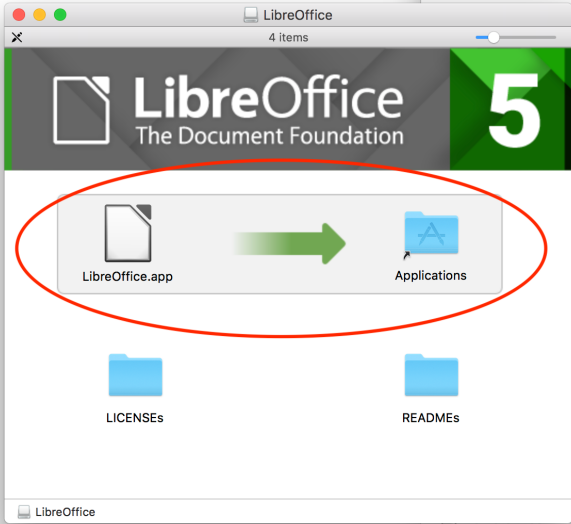 LibreOffice
4 items
LibreOffice
The Document Foundation
5
LibreOffice.app
Applications
LICENSEs
READMEs
LibreOffice